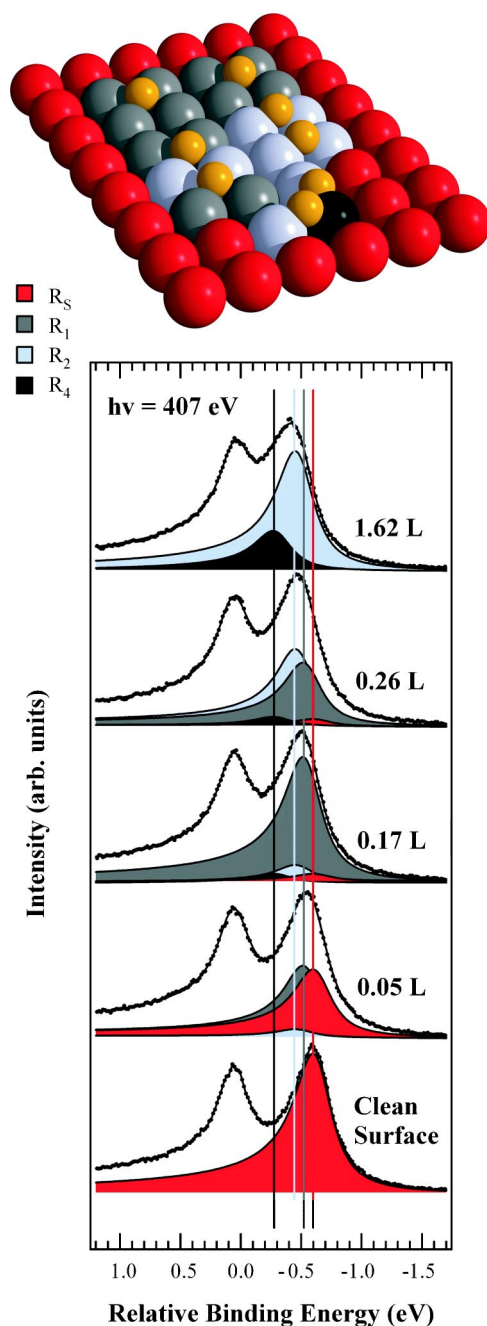 R_S
R_1
R_2
R_4
hν = 407 eV
1.62 L
0.26 L
0.17 L
0.05 L
Clean
Surface
Intensity (arb. units)
1.0 0.5 0.0 -0.5 -1.0 -1.5
Relative Binding Energy (eV)